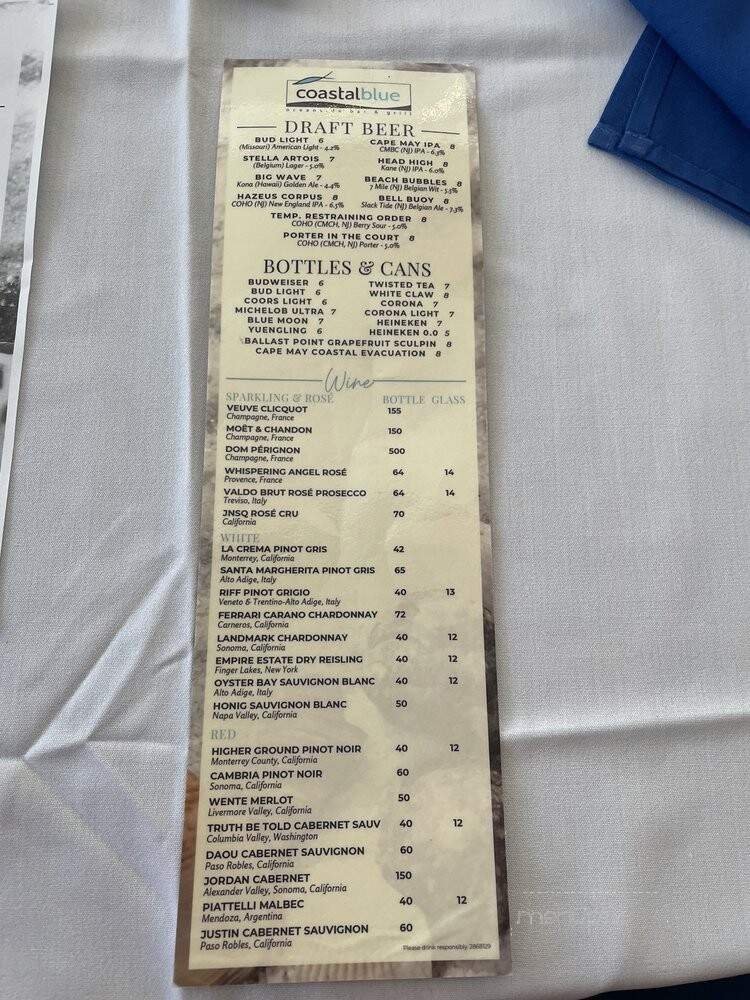 coastalblue
oceanside bar & grill
DRAFT BEER
BUD LIGHT 6
(Missouri) American Light - 4.2%
CAPE MAY IPA 8
CMBC (NJ) IPA - 6.3%
STELLA ARTOIS 7
(Belgium) Lager - 5.0%
HEAD HIGH 8
Kane (NJ) IPA - 6.0%
BIG WAVE 7
Kona (Hawaii) Golden Ale - 4.4%
BEACH BUBBLES 8
7 Mile (NJ) Belgian Wit - 5.5%
HAZEUS CORPUS 8
COHO (NJ) New England IPA - 6.5%
BELL BUOY 8
Slack Tide (NJ) Belgian Ale - 7.3%
TEMP. RESTRAINING ORDER 8
COHO (CMCH, NJ) Berry Sour - 5.0%
PORTER IN THE COURT 8
COHO (CMCH, NJ) Porter - 5.0%
BOTTLES & CANS
BUDWEISER 6
TWISTED TEA 7
BUD LIGHT 6
WHITE CLAW 8
COORS LIGHT 6
CORONA 7
MICHELOB ULTRA 7
CORONA LIGHT 7
BLUE MOON 7
HEINEKEN 7
YUENGLING 6
HEINEKEN 0.0 5
BALLAST POINT GRAPEFRUIT SCULPIN 8
CAPE MAY COASTAL EVACUATION 8
Wine
SPARKLING & ROSÉ BOTTLE GLASS
VEUVE CLICQUOT 155
Champagne, France
MOËT & CHANDON 150
Champagne, France
DOM PÉRIGNON 500
Champagne, France
WHISPERING ANGEL ROSÉ 64 14
Provence, France
VALDO BRUT ROSÉ PROSECCO 64 14
Treviso, Italy
JNSQ ROSÉ CRU 70
California
WHITE
LA CREMA PINOT GRIS 42
Monterrey, California
SANTA MARGHERITA PINOT GRIS 65
Alto Adige, Italy
RIFF PINOT GRIGIO 40 13
Veneto & Trentino-Alto Adige, Italy
FERRARI CARANO CHARDONNAY 72
Carneros, California
LANDMARK CHARDONNAY 40 12
Sonoma, California
EMPIRE ESTATE DRY REISLING 40 12
Finger Lakes, New York
OYSTER BAY SAUVIGNON BLANC 40 12
Alto Adige, Italy
HONIG SAUVIGNON BLANC 50
Napa Valley, California
RED
HIGHER GROUND PINOT NOIR 40 12
Monterrey County, California
CAMBRIA PINOT NOIR 60
Sonoma, California
WENTE MERLOT 50
Livermore Valley, California
TRUTH BE TOLD CABERNET SAUV 40 12
Columbia Valley, Washington
DAOU CABERNET SAUVIGNON 60
Paso Robles, California
JORDAN CABERNET 150
Alexander Valley, Sonoma, California
PIATTELLI MALBEC 40 12
Mendoza, Argentina
JUSTIN CABERNET SAUVIGNON 60
Paso Robles, California
Please drink responsibly. 2868129